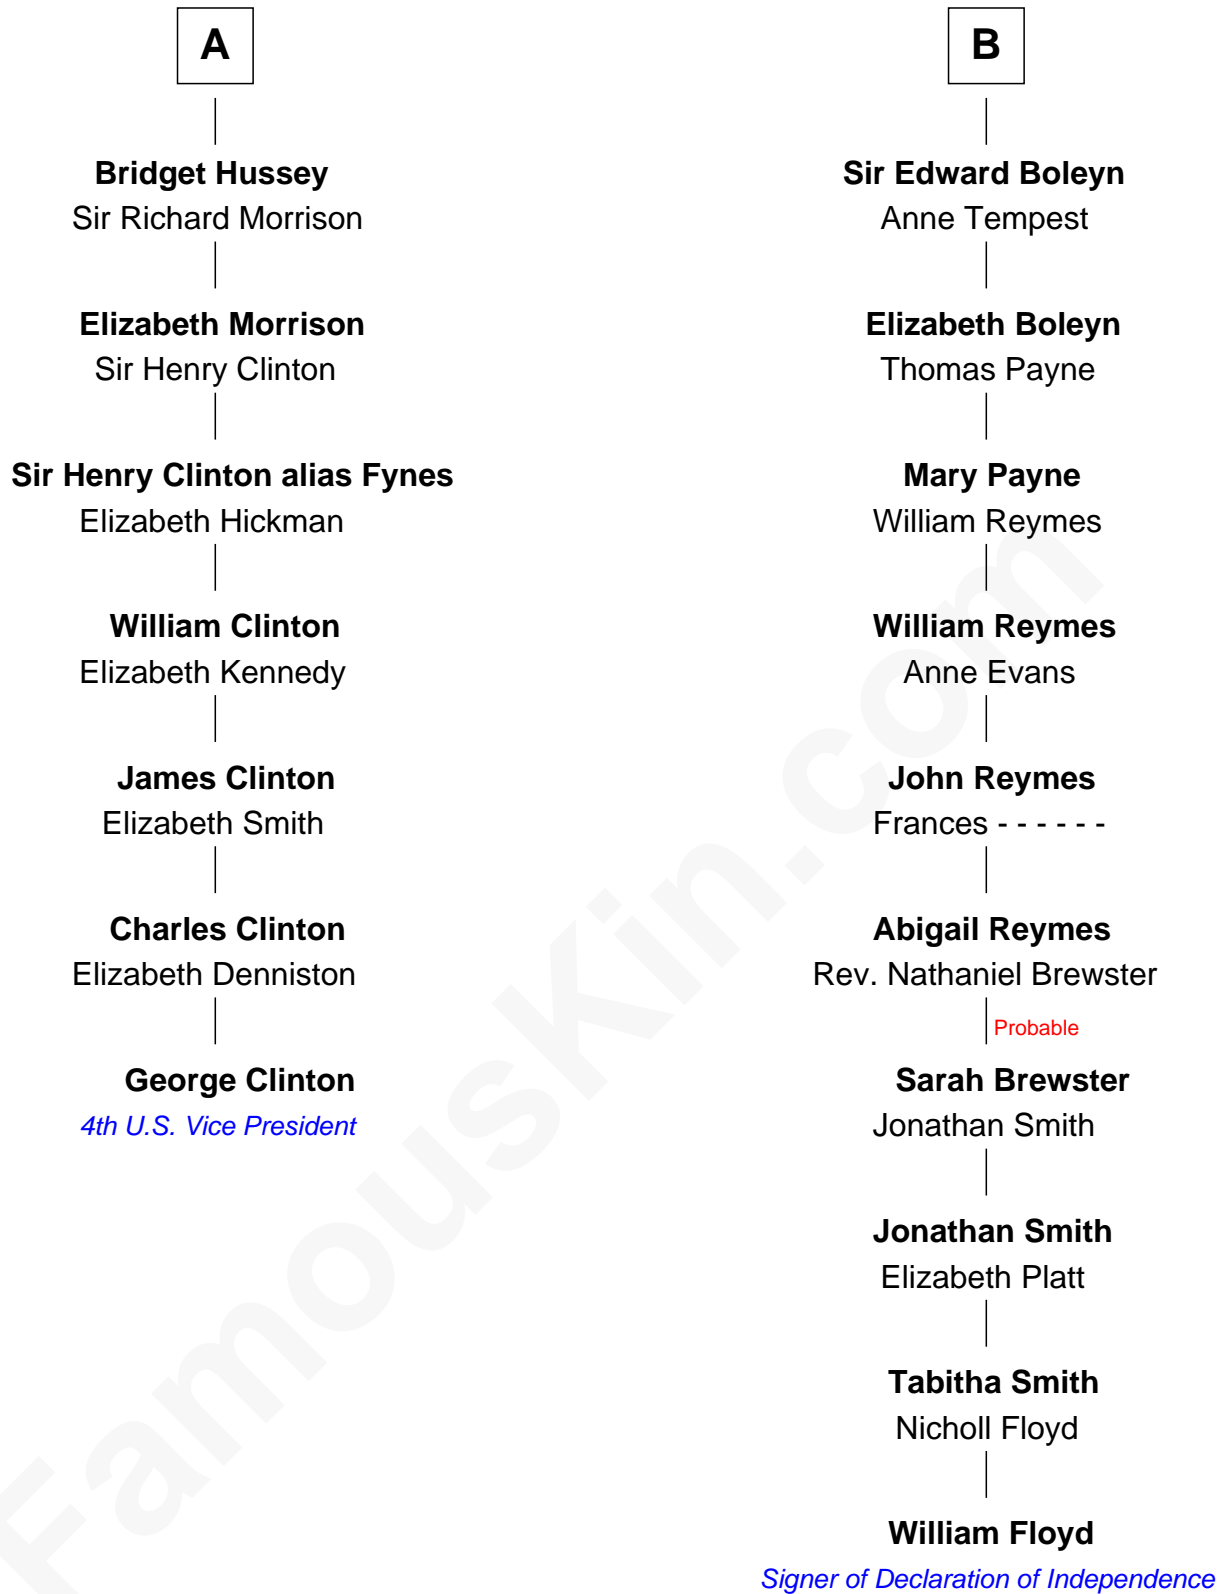 A
Bridget Hussey
Sir Richard Morrison
Elizabeth Morrison
Sir Henry Clinton
Sir Henry Clinton alias Fynes
Elizabeth Hickman
William Clinton
Elizabeth Kennedy
James Clinton
Elizabeth Smith
Charles Clinton
Elizabeth Denniston
George Clinton
4th U.S. Vice President
B
Sir Edward Boleyn
Anne Tempest
Elizabeth Boleyn
Thomas Payne
Mary Payne
William Reymes
William Reymes
Anne Evans
John Reymes
Frances - - - - - -
Abigail Reymes
Rev. Nathaniel Brewster
Probable
Sarah Brewster
Jonathan Smith
Jonathan Smith
Elizabeth Platt
Tabitha Smith
Nicholl Floyd
William Floyd
Signer of Declaration of Independence
FamousKin.com